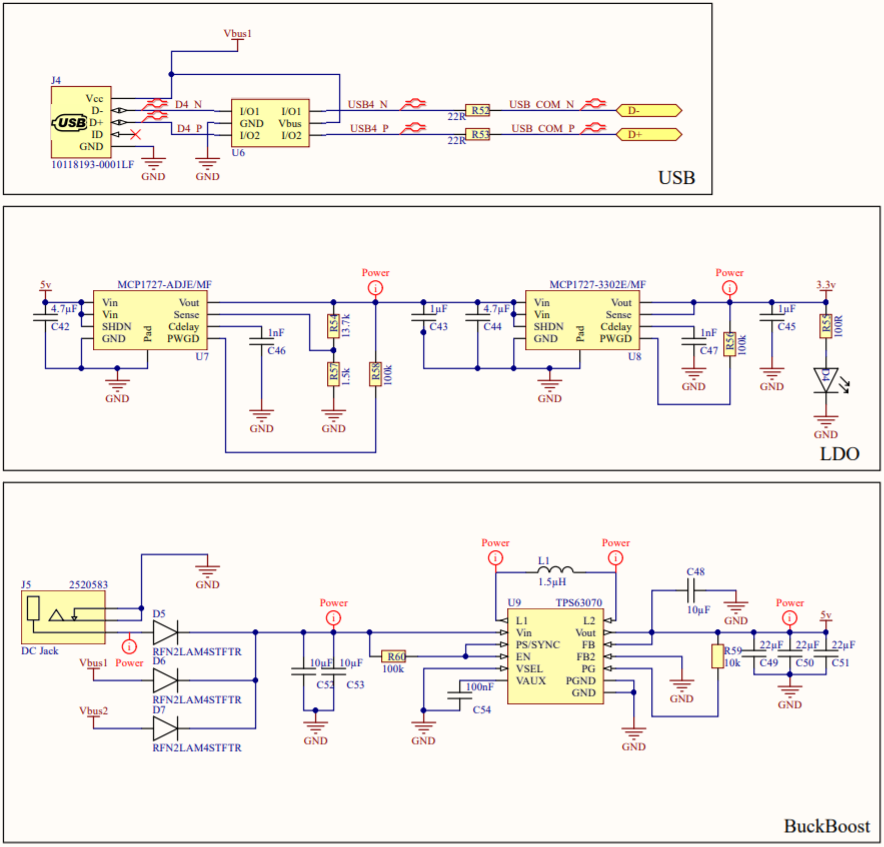 Vbus1
J4
Vcc
D-
D+
ID
GND
USB
10118193-0001LF
GND
D4_N
D4_P
GND
I/O1
GND
I/O2
I/O1
Vbus
I/O2
U6
USB4_N
USB4_P
R52
22R
R53
22R
USB_COM_N
USB_COM_P
D-
D+
USB
5v
4.7µF
C42
MCP1727-ADJE/MF
Vin
Vin
SHDN
GND
Pad
Vout
Sense
Cdelay
PWGD
U7
GND
1nF
C46
GND
R54
13.7k
R57
1.5k
GND
Power
i
R58
100k
1µF
C43
4.7µF
C44
MCP1727-3302E/MF
Vin
Vin
SHDN
GND
Pad
Vout
Sense
Cdelay
PWGD
U8
GND
1nF
C47
GND
Power
i
R56
100k
1µF
C45
GND
3.3v
R55
100R
D4
GND
LDO
J5
2520583
DC Jack
GND
Power
i
D5
RFN2LAM4STFTR
Vbus1
D6
RFN2LAM4STFTR
Vbus2
D7
RFN2LAM4STFTR
Power
i
10µF
C52
10µF
C53
GND
R60
100k
GND
100nF
C54
Power
i
L1
1.5µH
Power
i
U9
TPS63070
L1
Vin
PS/SYNC
EN
VSEL
VAUX
L2
Vout
FB
FB2
PG
PGND
GND
GND
GND
C48
10µF
GND
R59
10k
Power
i
5v
22µF
C49
22µF
C50
22µF
C51
GND
BuckBoost